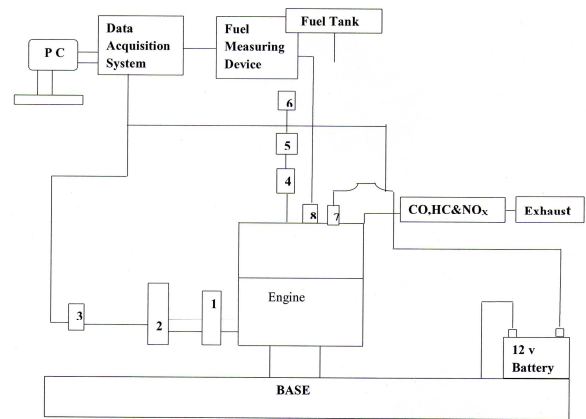 Fuel Tank
Data
Acquisition
System
Fuel
Measuring
Device
P C
6
5
4
8
7
CO,HC&NOx
Exhaust
Engine
1
2
3
12 v
Battery
BASE